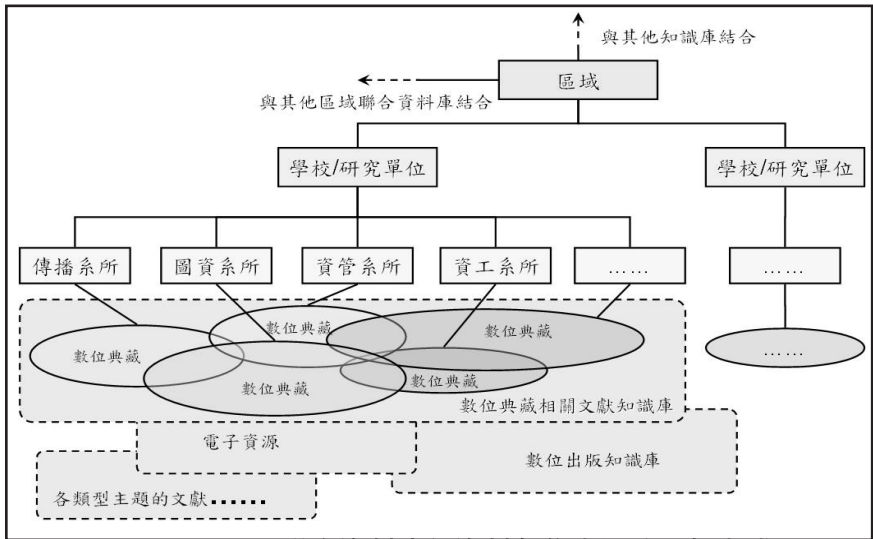 與其他知識庫結合
區域
與其他區域聯合資料庫結合
學校/研究單位
學校/研究單位
傳播系所
圖資系所
資管系所
資工系所
……
……
數位典藏
數位典藏
數位典藏
……
數位典藏
數位典藏
數位典藏相關文獻知識庫
電子資源
數位出版知識庫
各類型主題的文獻……